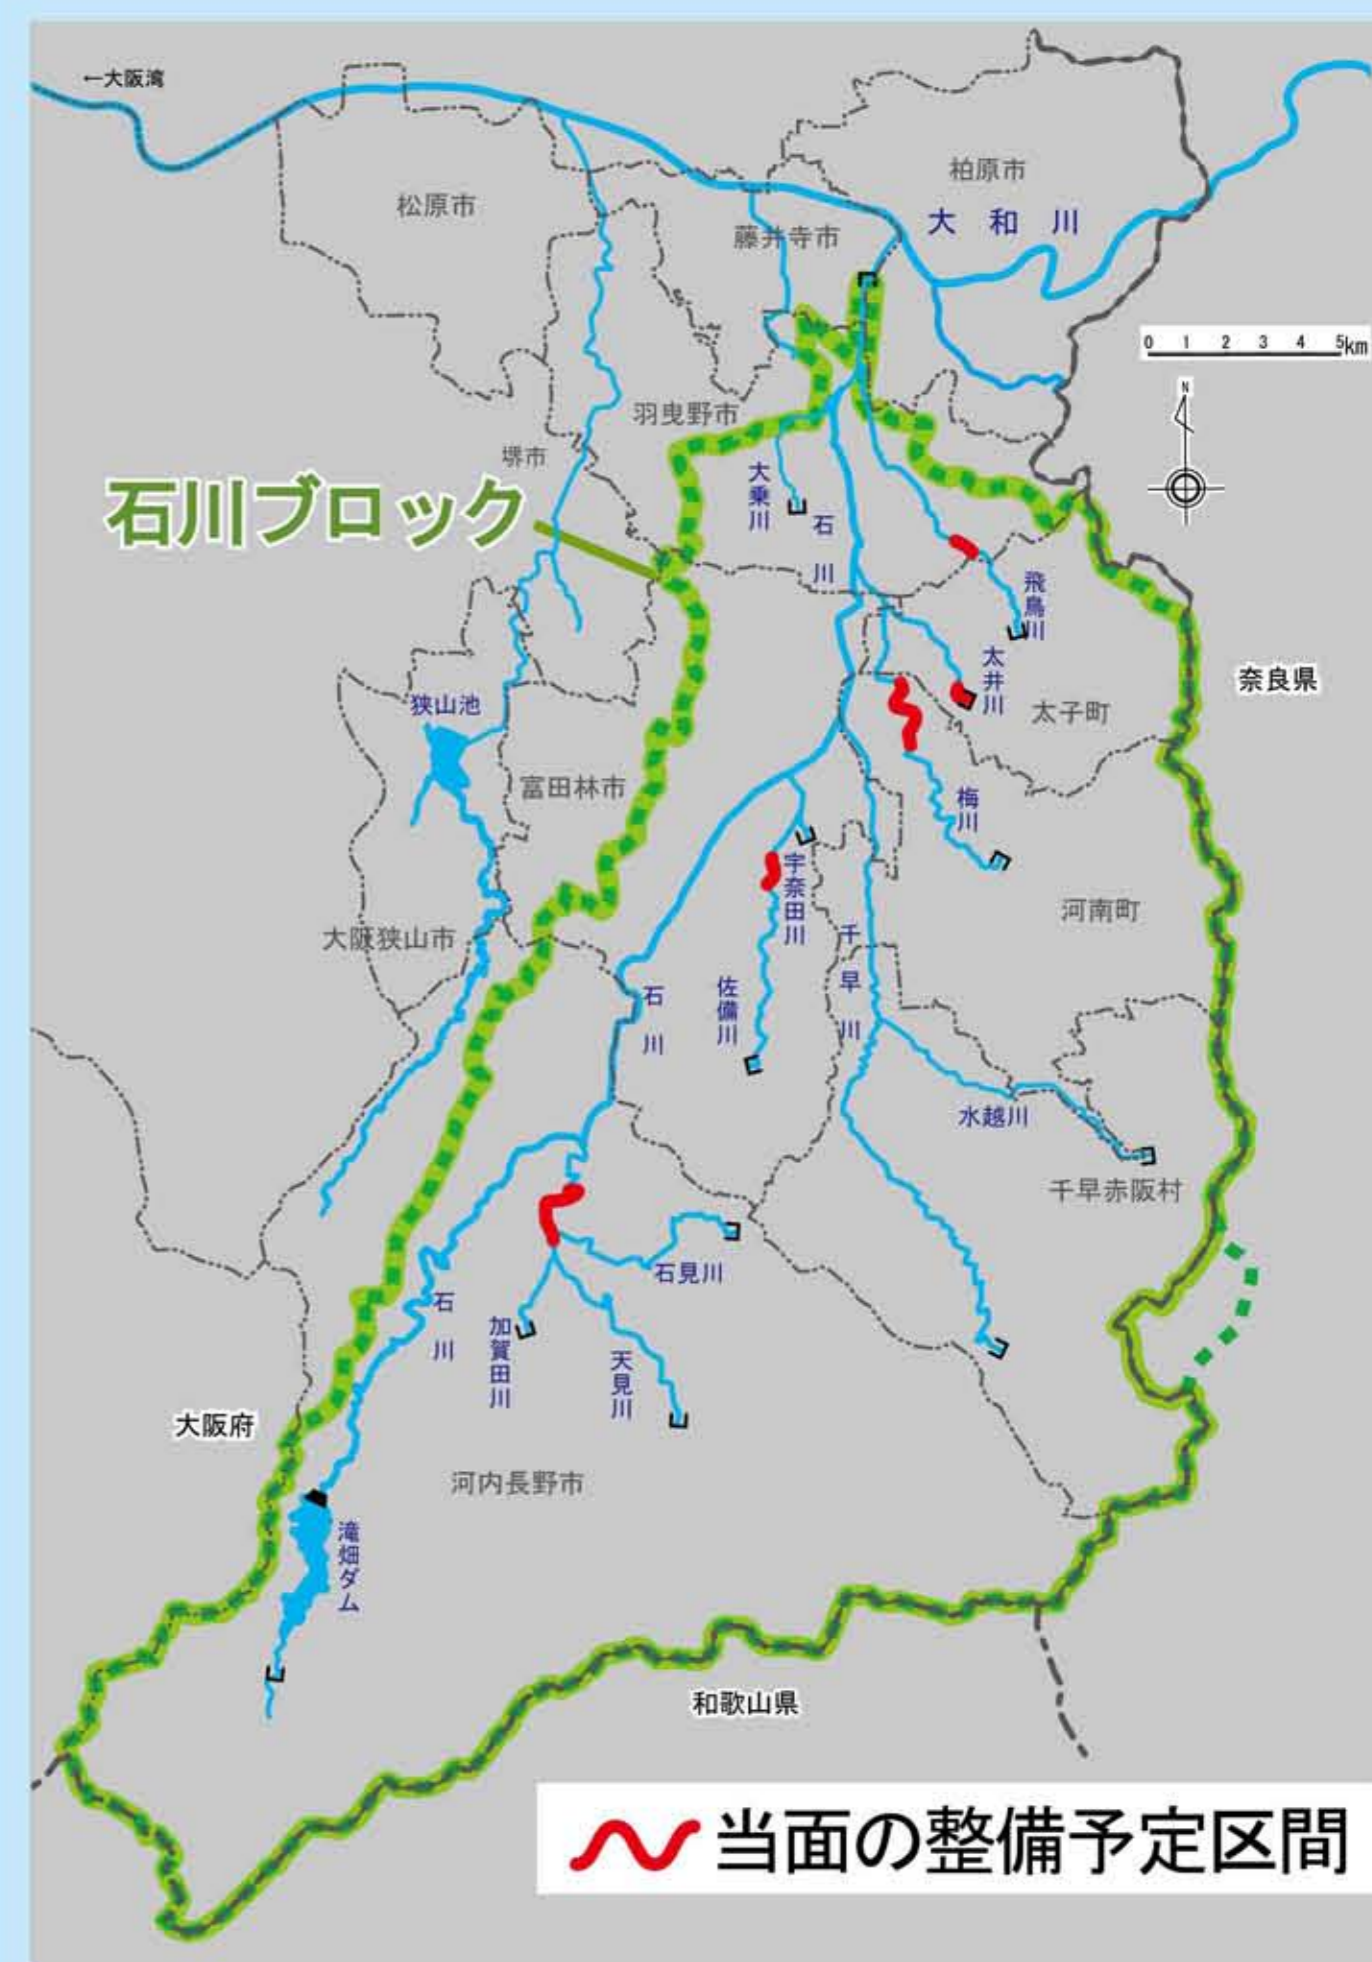 ←大阪湾
柏原市
松原市
大和川
藤井寺市
0 1 2 3 4 5km
N
羽曳野市
堺市
大乗川
石川ブロック
石川
飛鳥川
太井川
奈良県
狭山池
太子町
富田林市
梅川
宇奈田川
河南町
大阪狭山市
千早川
佐備川
石川
水越川
千早赤阪村
石見川
石川
加賀田川
天見川
大阪府
河内長野市
滝畑ダム
和歌山県
当面の整備予定区間